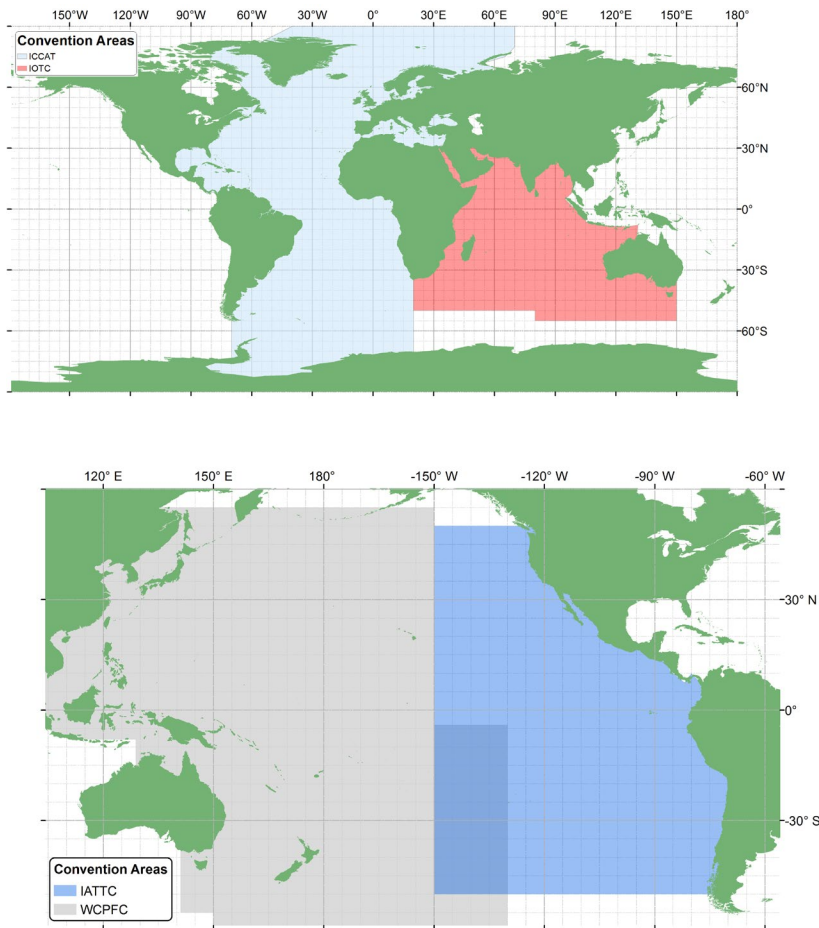 150°W 120°W 90°W 60°W 30°W 0° 30°E 60°E 90°E 120°E 150°E 180°
Convention Areas
ICCAT
IOTC
60°N
30°N
0°
30°S
60°S
120° E 150°E 180° -150° W -120° W -90° W -60° W
-30° N
-0°
-30° S
Convention Areas
IATTC
WCPFC